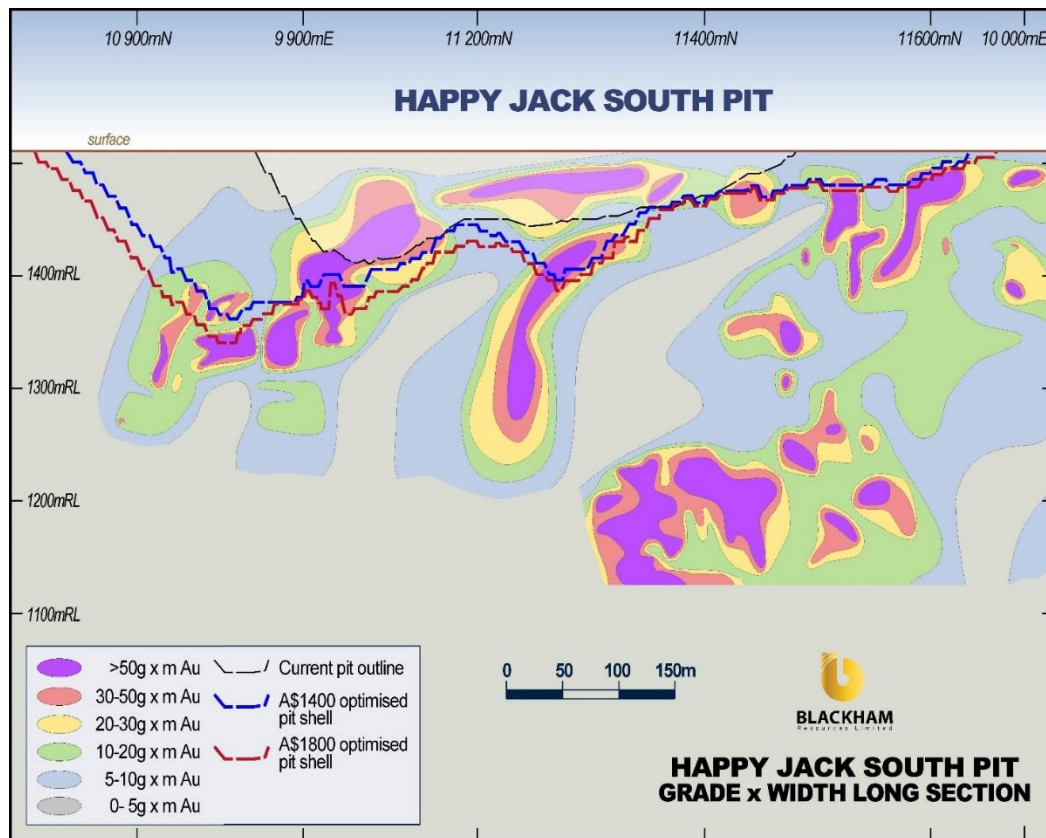 10 900mN
9 900mE
11 200mN
11400mN
11600mN
10 000mE
HAPPY JACK SOUTH PIT
surface
1400mRL
1300mRL
1200mRL
1100mRL
>50g x m Au
30-50g x m Au
20-30g x m Au
10-20g x m Au
5-10g x m Au
0- 5g x m Au
Current pit outline
A$1400 optimised
pit shell
A$1800 optimised
pit shell
0 50 100 150m
BLACKHAM
Resources Limited
HAPPY JACK SOUTH PIT
GRADE x WIDTH LONG SECTION